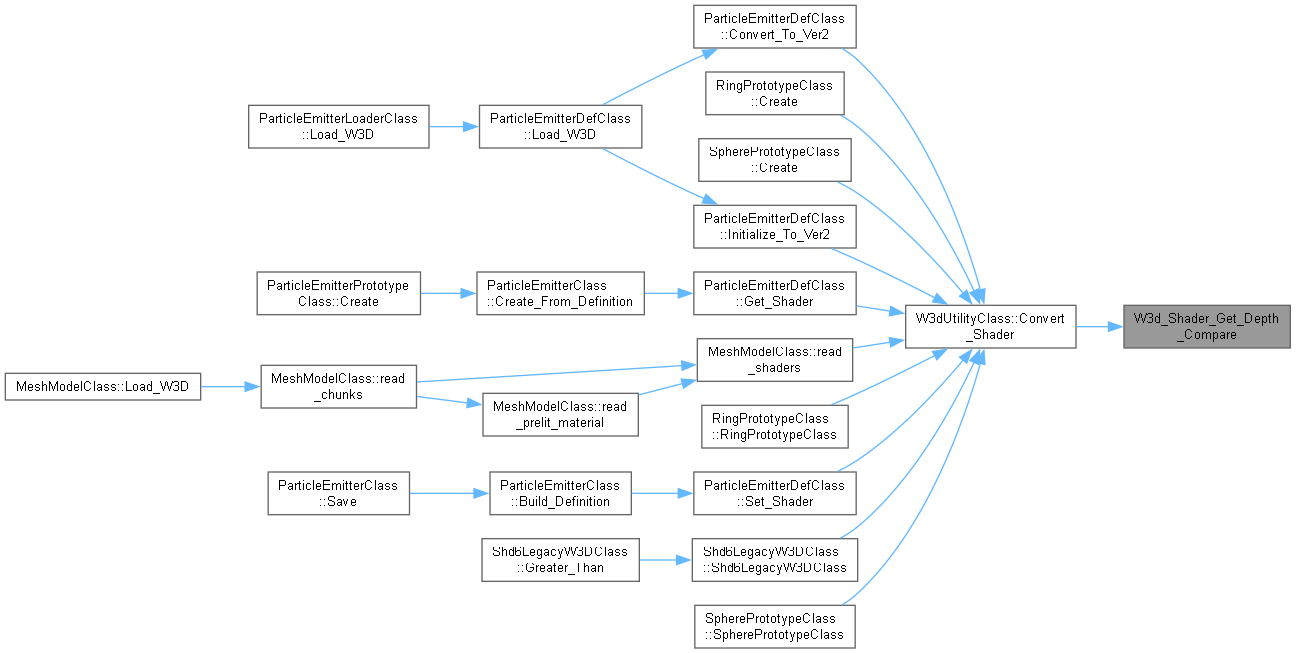 ParticleEmitterDefClass
::Convert_To_Ver2
RingPrototypeClass
::Create
ParticleEmitterLoaderClass
::Load_W3D
ParticleEmitterDefClass
::Load_W3D
SpherePrototypeClass
::Create
ParticleEmitterDefClass
::Initialize_To_Ver2
ParticleEmitterPrototype
Class::Create
ParticleEmitterClass
::Create_From_Definition
ParticleEmitterDefClass
::Get_Shader
W3dUtilityClass::Convert
_Shader
W3d_Shader_Get_Depth
_Compare
MeshModelClass::read
_shaders
MeshModelClass::Load_W3D
MeshModelClass::read
_chunks
MeshModelClass::read
_prelit_material
RingPrototypeClass
::RingPrototypeClass
ParticleEmitterClass
::Save
ParticleEmitterClass
::Build_Definition
ParticleEmitterDefClass
::Set_Shader
Shd6LegacyW3DClass
::Greater_Than
Shd6LegacyW3DClass
::Shd6LegacyW3DClass
SpherePrototypeClass
::SpherePrototypeClass